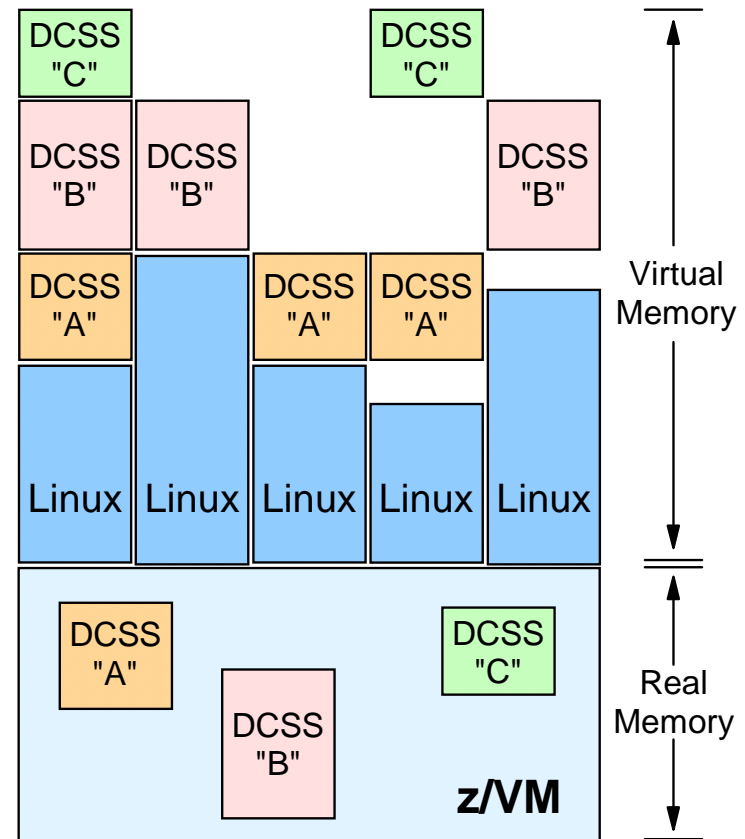 DCSS
"C"
DCSS
"C"
DCSS
"B"
DCSS
"B"
DCSS
"B"
DCSS
"A"
DCSS
"A"
DCSS
"A"
Virtual
Memory
Linux
Linux
Linux
Linux
Linux
DCSS
"A"
DCSS
"B"
DCSS
"C"
Real
Memory
z/VM